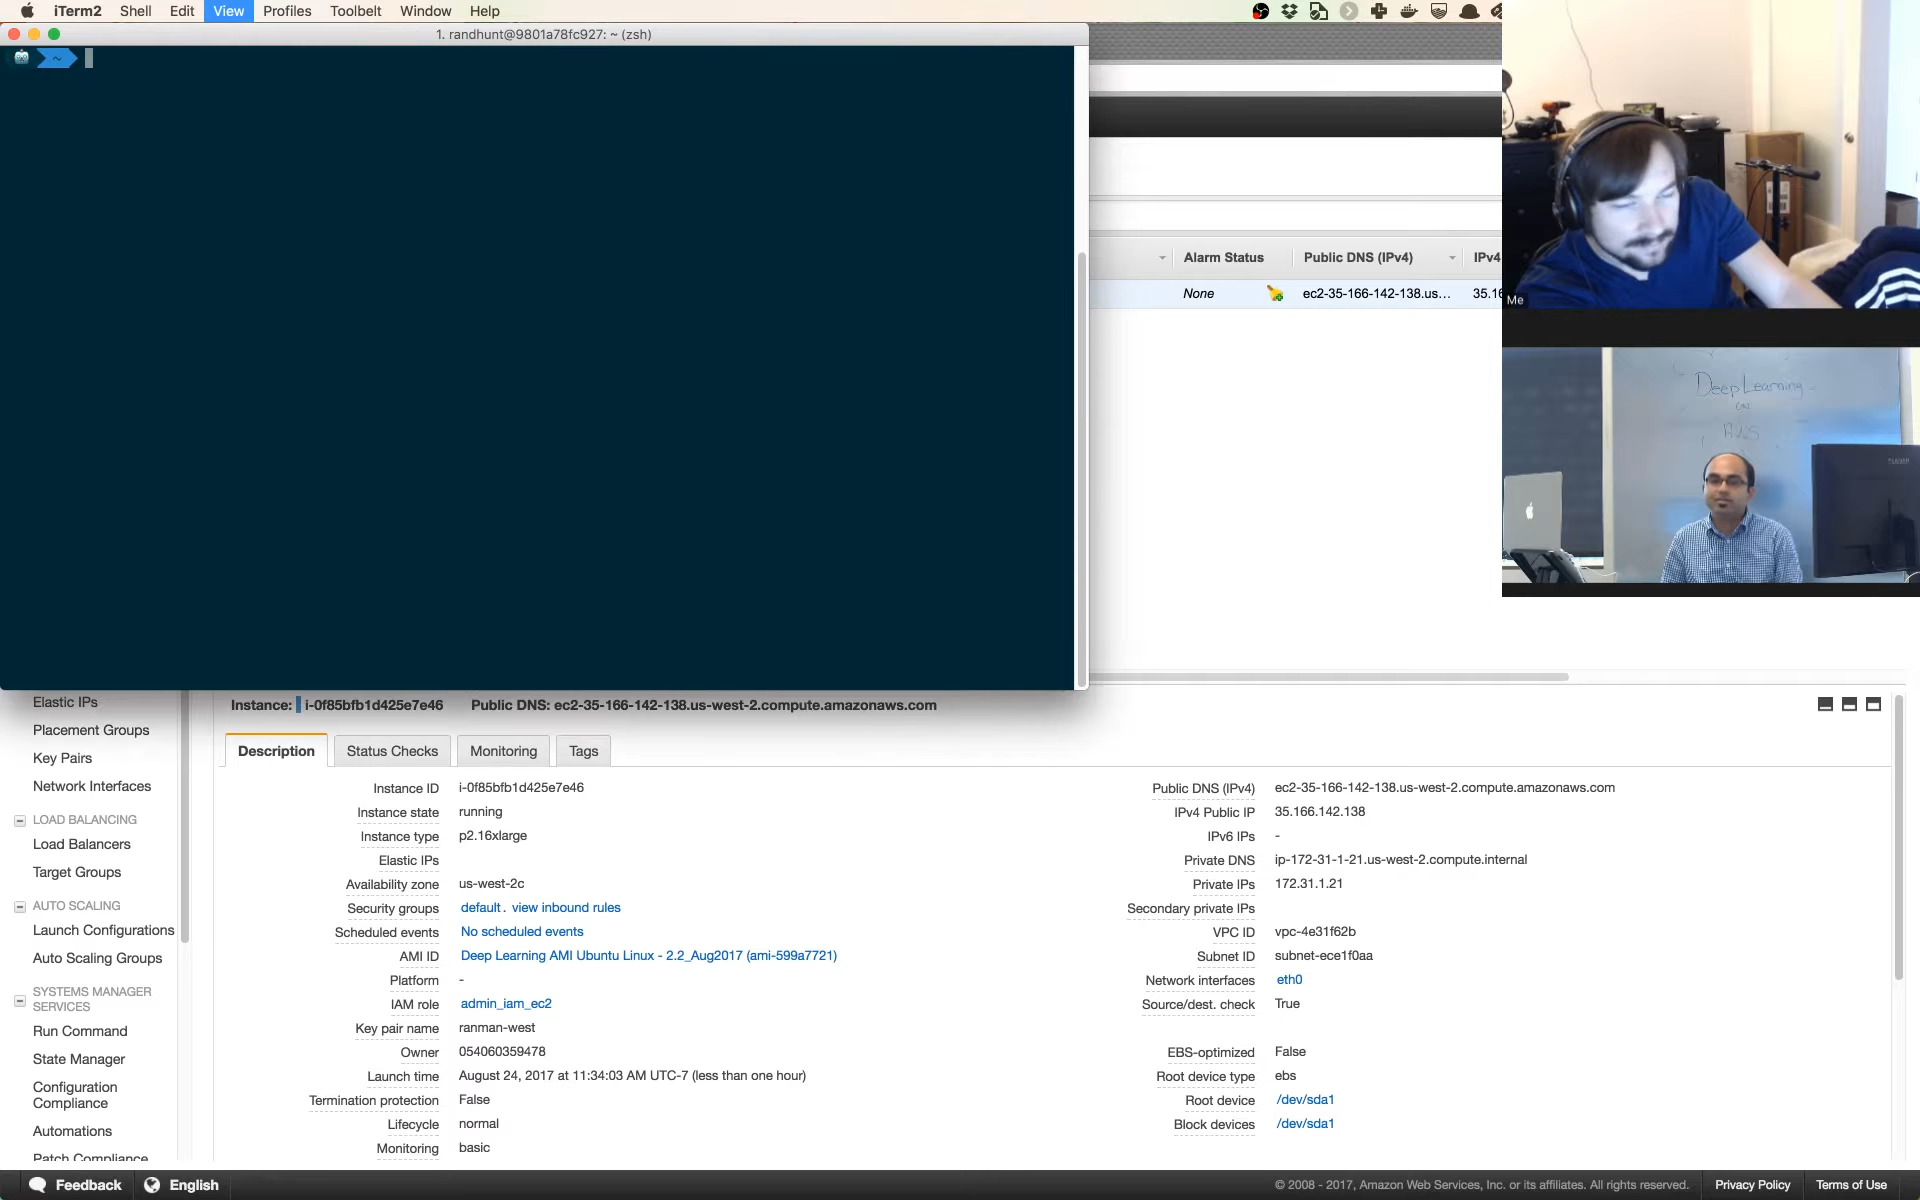 iTerm2 Shell Edit View Profiles Toolbelt Window Help
1. randhunt@9801a78fc927: ~ (zsh)
~
Alarm Status Public DNS (IPv4) IPv4
None ec2-35-166-142-138.us... 35.16
Me
Deep Learning
on
AWS
Elastic IPs
Placement Groups
Key Pairs
Network Interfaces
LOAD BALANCING
Load Balancers
Target Groups
AUTO SCALING
Launch Configurations
Auto Scaling Groups
SYSTEMS MANAGER
SERVICES
Run Command
State Manager
Configuration
Compliance
Automations
Patch Compliance
Instance: i-0f85bfb1d425e7e46 Public DNS: ec2-35-166-142-138.us-west-2.compute.amazonaws.com
Description Status Checks Monitoring Tags
Instance ID i-0f85bfb1d425e7e46
Instance state running
Instance type p2.16xlarge
Elastic IPs
Availability zone us-west-2c
Security groups default . view inbound rules
Scheduled events No scheduled events
AMI ID Deep Learning AMI Ubuntu Linux - 2.2_Aug2017 (ami-599a7721)
Platform -
IAM role admin_iam_ec2
Key pair name ranman-west
Owner 054060359478
Launch time August 24, 2017 at 11:34:03 AM UTC-7 (less than one hour)
Termination protection False
Lifecycle normal
Monitoring basic
Public DNS (IPv4) ec2-35-166-142-138.us-west-2.compute.amazonaws.com
IPv4 Public IP 35.166.142.138
IPv6 IPs -
Private DNS ip-172-31-1-21.us-west-2.compute.internal
Private IPs 172.31.1.21
Secondary private IPs
VPC ID vpc-4e31f62b
Subnet ID subnet-ece1f0aa
Network interfaces eth0
Source/dest. check True
EBS-optimized False
Root device type ebs
Root device /dev/sda1
Block devices /dev/sda1
Feedback English
© 2008 - 2017, Amazon Web Services, Inc. or its affiliates. All rights reserved. Privacy Policy Terms of Use